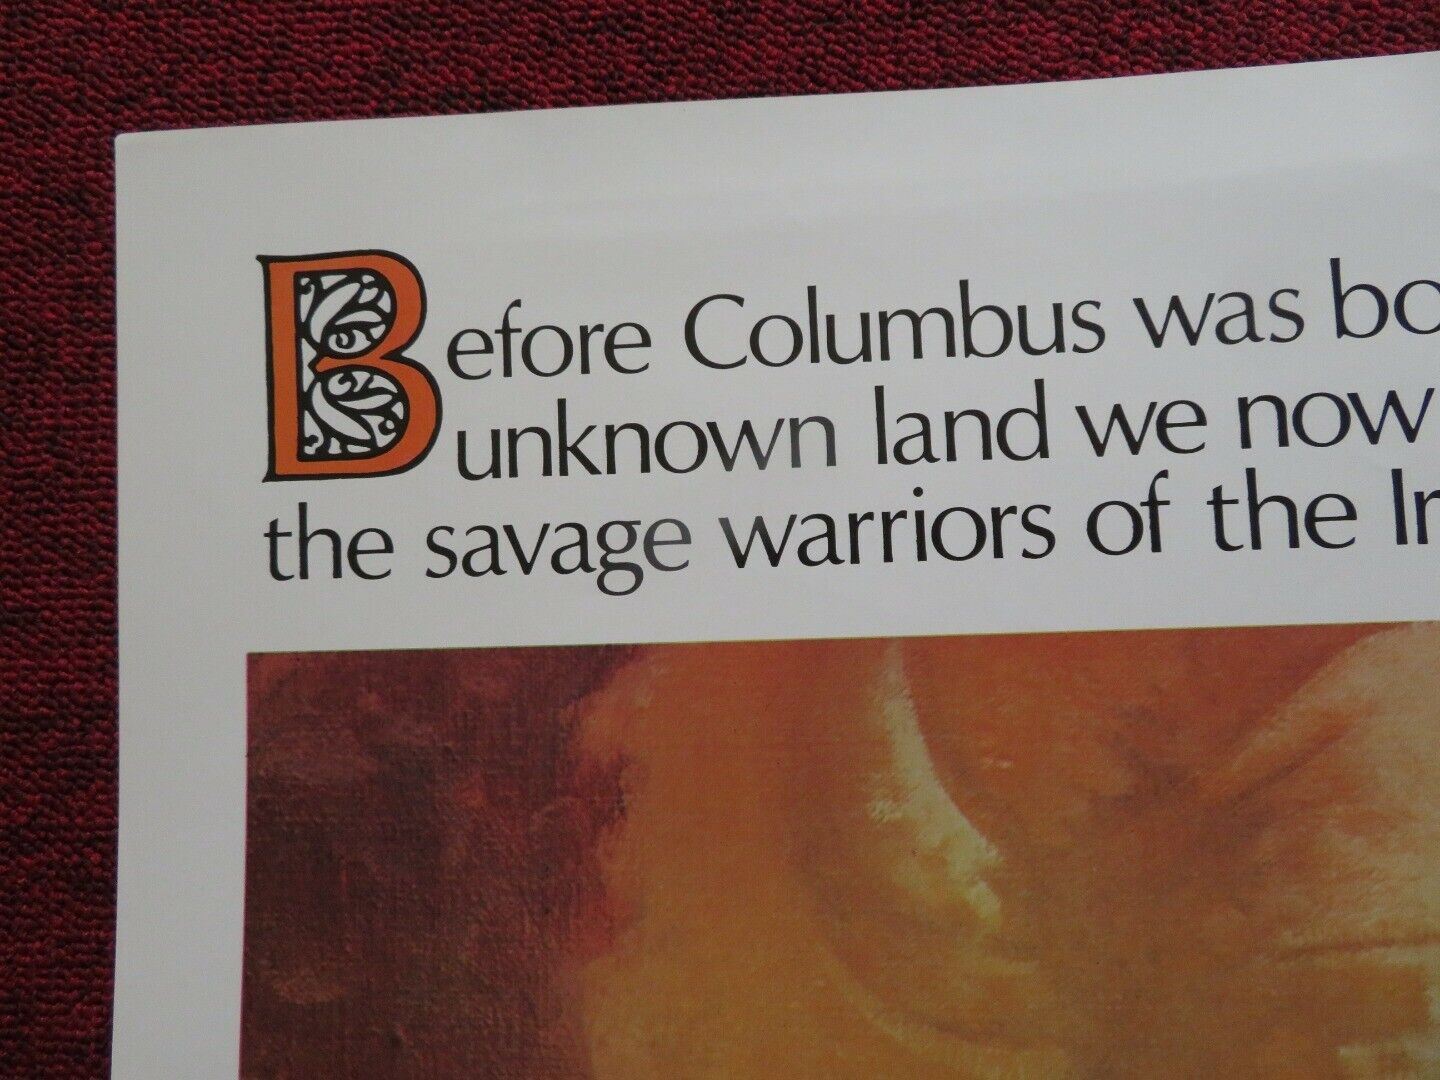 Before Columbus was bo
unknown land we now
the savage warriors of the In